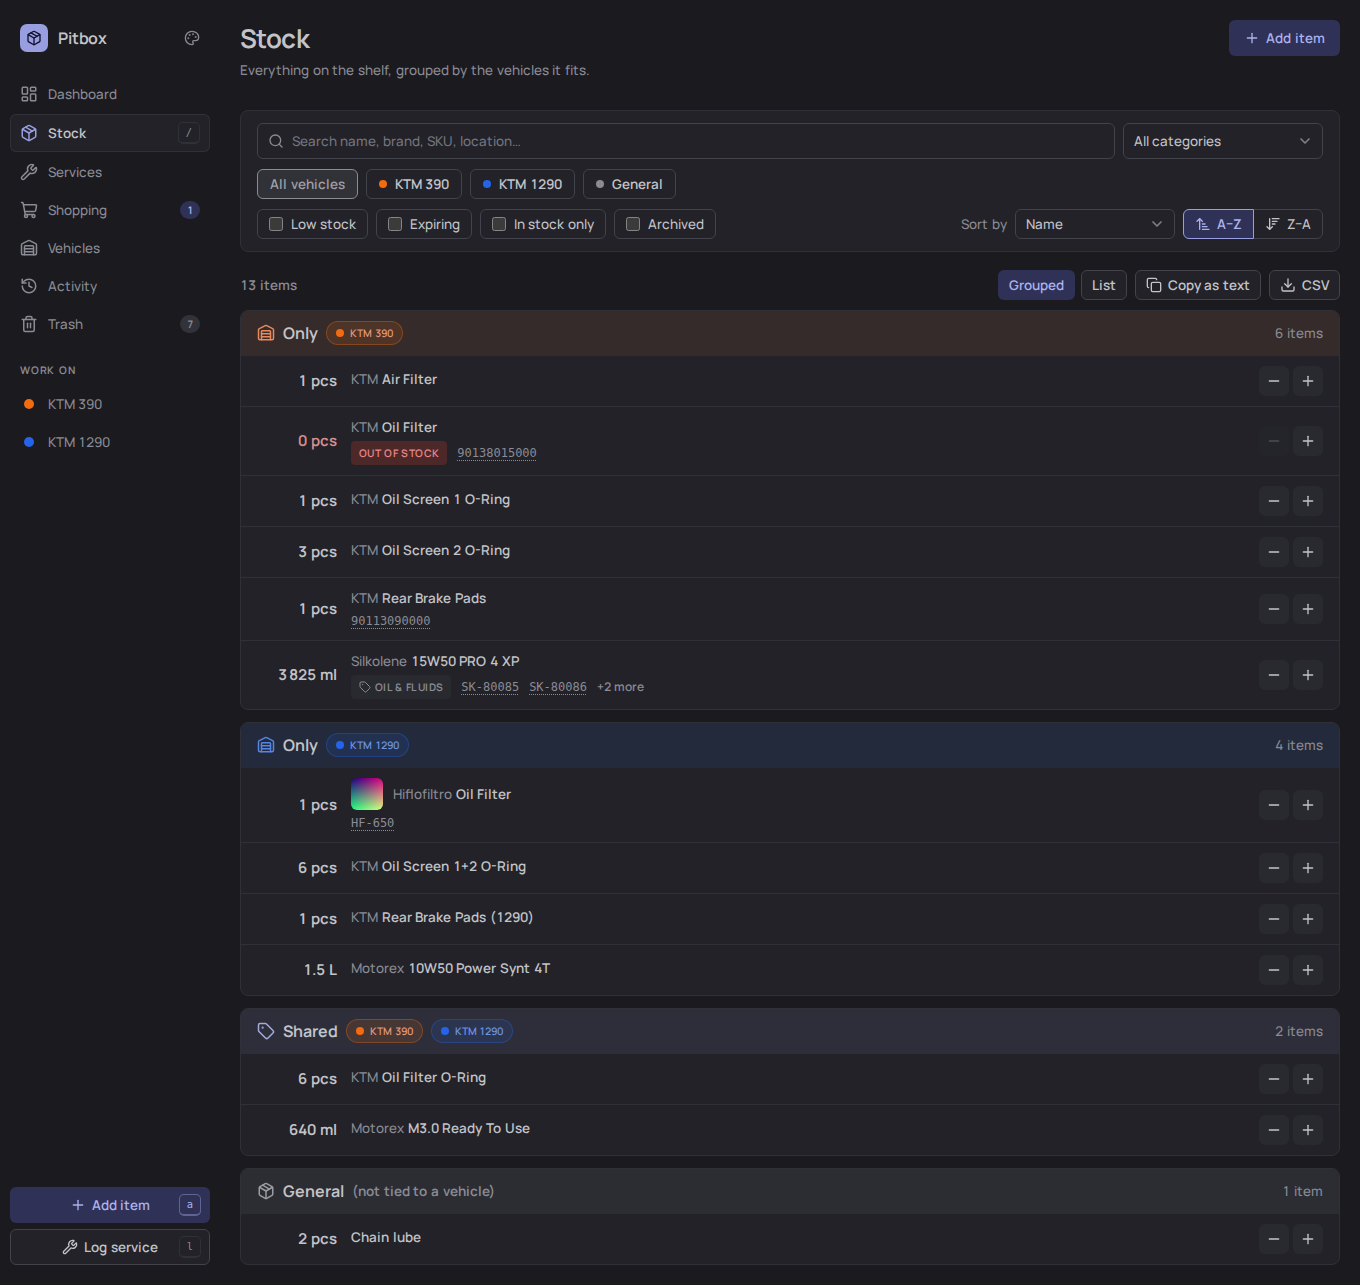 Pitbox
Dashboard
Stock /
Services
Shopping 1
Vehicles
Activity
Trash 7
WORK ON
KTM 390
KTM 1290
Add item a
Log service l
Stock
Add item
Everything on the shelf, grouped by the vehicles it fits.
Search name, brand, SKU, location...
All categories
All vehicles KTM 390 KTM 1290 General
Low stock Expiring In stock only Archived Sort by Name A-Z Z-A
13 items Grouped List Copy as text CSV
Only KTM 390 6 items
1 pcs KTM Air Filter
0 pcs KTM Oil Filter
OUT OF STOCK 90138015000
1 pcs KTM Oil Screen 1 O-Ring
3 pcs KTM Oil Screen 2 O-Ring
1 pcs KTM Rear Brake Pads
90113090000
3 825 ml Silkolene 15W50 PRO 4 XP
OIL & FLUIDS SK-80085 SK-80086 +2 more
Only KTM 1290 4 items
1 pcs Hiflofiltro Oil Filter
HF-650
6 pcs KTM Oil Screen 1+2 O-Ring
1 pcs KTM Rear Brake Pads (1290)
1.5 L Motorex 10W50 Power Synt 4T
Shared KTM 390 KTM 1290 2 items
6 pcs KTM Oil Filter O-Ring
640 ml Motorex M3.0 Ready To Use
General (not tied to a vehicle) 1 item
2 pcs Chain lube